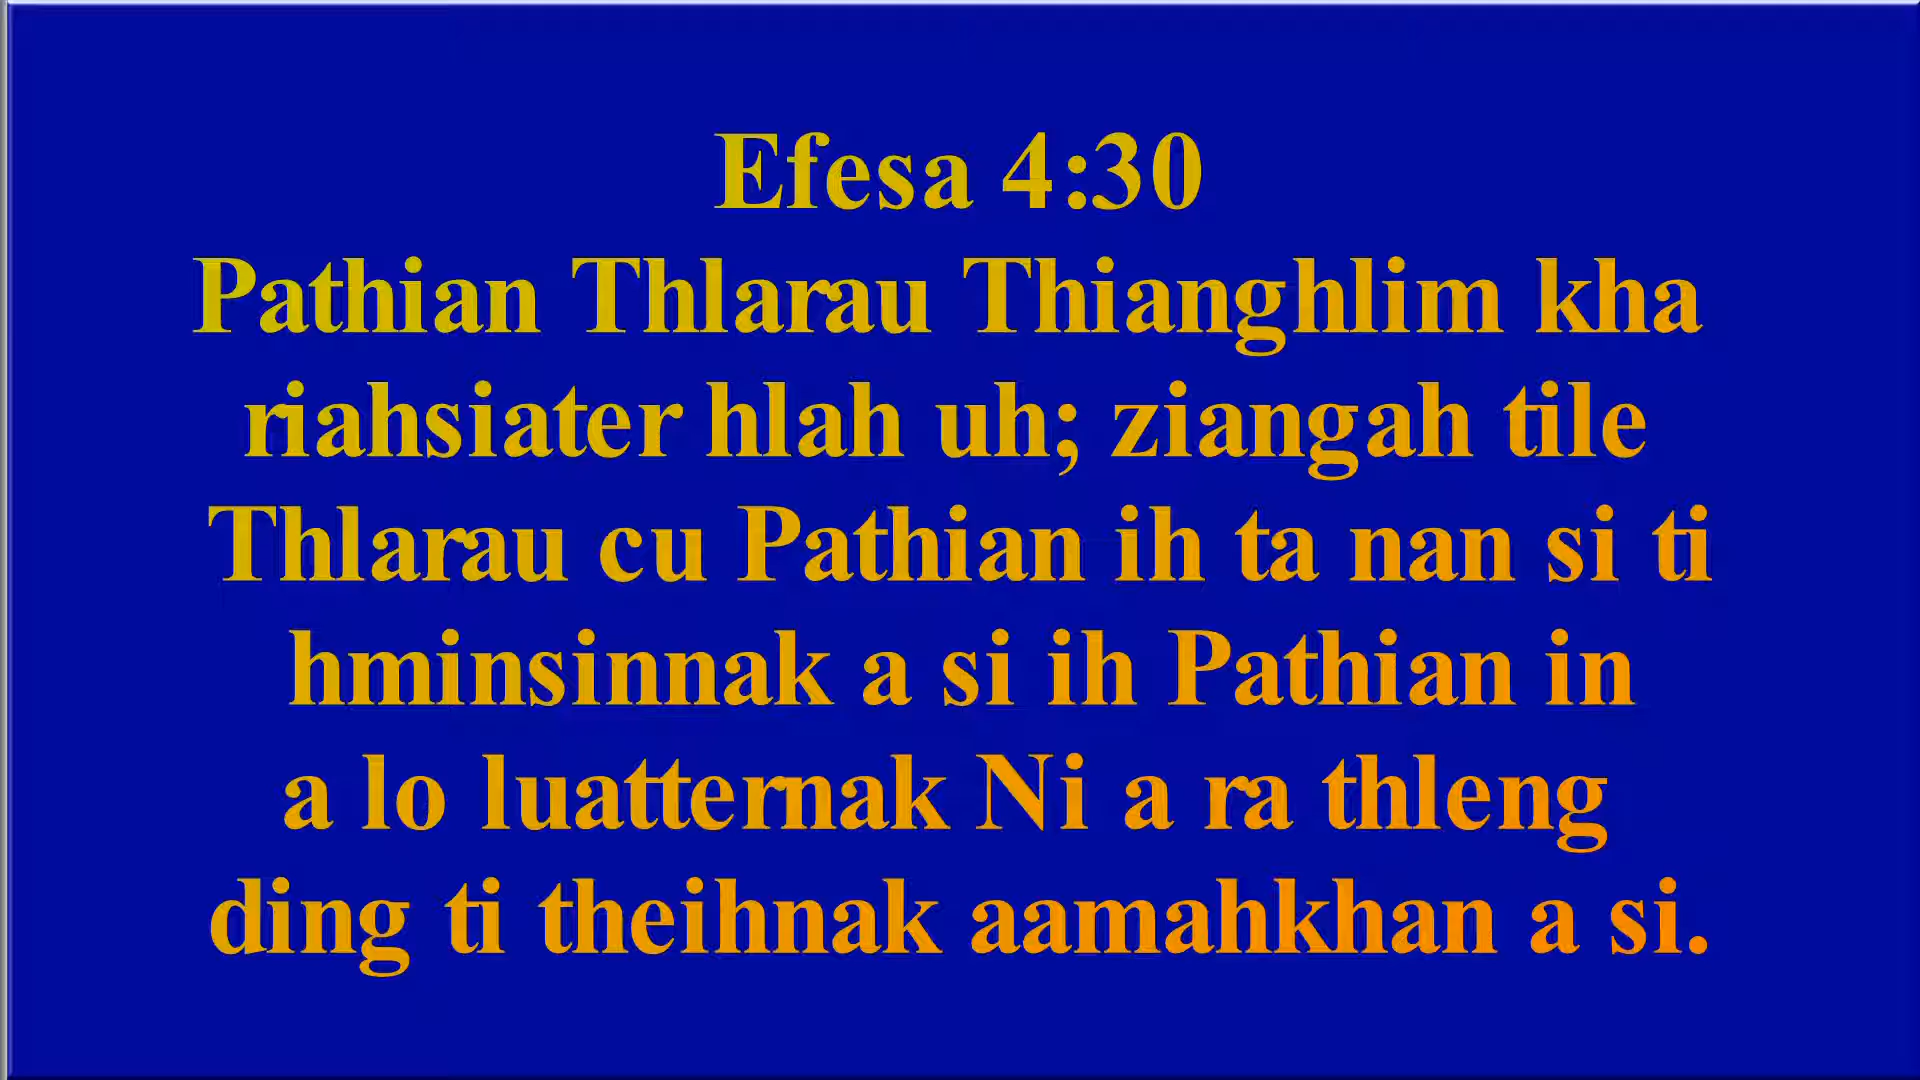 Efesa 4:30
Pathian Thlarau Thianghlim kha
riahsiater hlah uh; ziangah tile
Thlarau cu Pathian ih ta nan si ti
hminsinnak a si ih Pathian in
a lo luatternak Ni a ra thleng
ding ti theihnak aamahkhan a si.